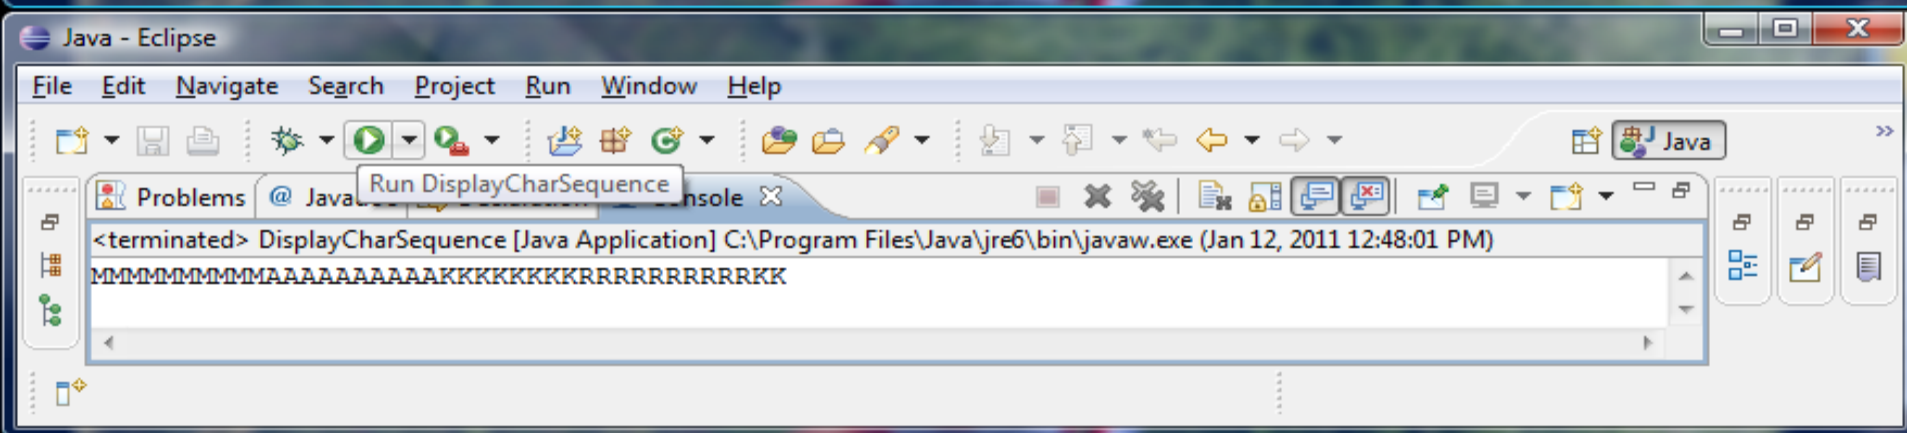 Java - Eclipse
File Edit Navigate Search Project Run Window Help
Java
Run DisplayCharSequence
Problems @
<terminated> DisplayCharSequence [Java Application] C:\Program Files\Java\jre6\bin\javaw.exe (Jan 12, 2011 12:48:01 PM)
MMMMMMMMMMAAAAAAAAAAKKKKKKKKRRRRRRRRRRKK